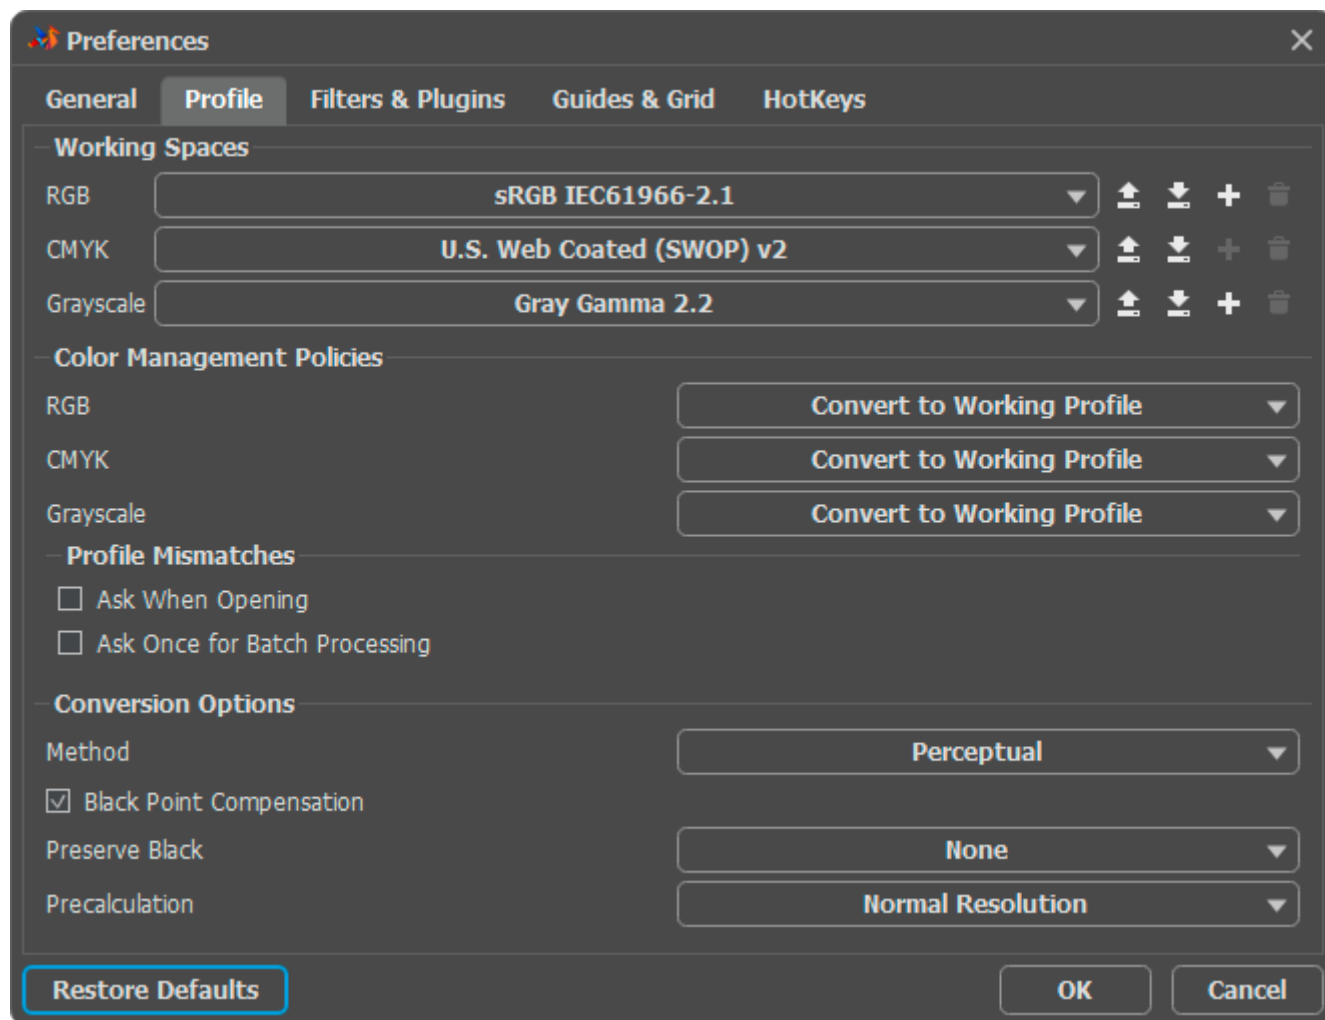 Preferences
General Profile Filters & Plugins Guides & Grid HotKeys
Working Spaces
RGB sRGB IEC61966-2.1
CMYK U.S. Web Coated (SWOP) v2
Grayscale Gray Gamma 2.2
Color Management Policies
RGB Convert to Working Profile
CMYK Convert to Working Profile
Grayscale Convert to Working Profile
Profile Mismatches
Ask When Opening
Ask Once for Batch Processing
Conversion Options
Method Perceptual
Black Point Compensation
Preserve Black None
Precalculation Normal Resolution
Restore Defaults OK Cancel